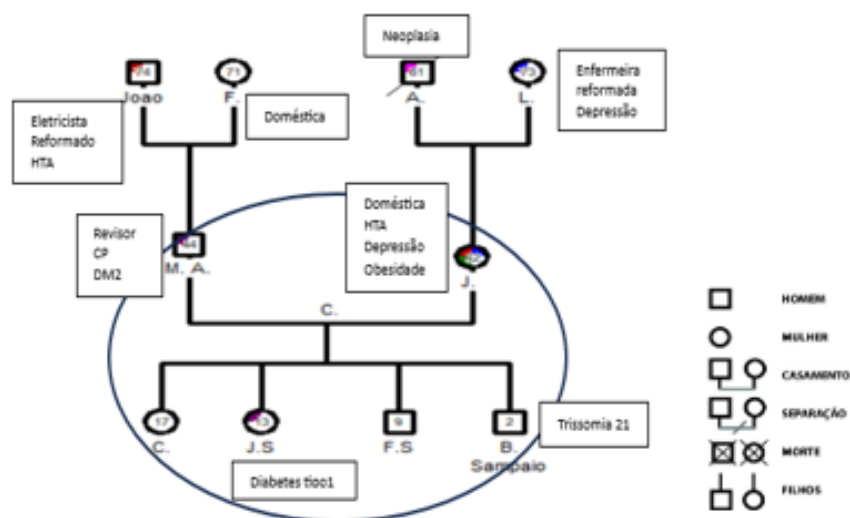 Neoplasia
74
Joao
71
F.
61
A.
73
L.
Enfermeira
reformada
Depressão
Eletricista
Reformado
HTA
Doméstica
Revisor
CP
DM2
44
M. A.
Doméstica
HTA
Depressão
Obesidade
J.
C.
17
C.
13
J.S
9
F.S
2
B.
Sampaio
Trissomia 21
Diabetes tipo1
HOMEM
MULHER
CASAMENTO
SEPARAÇÃO
MORTE
FILHOS